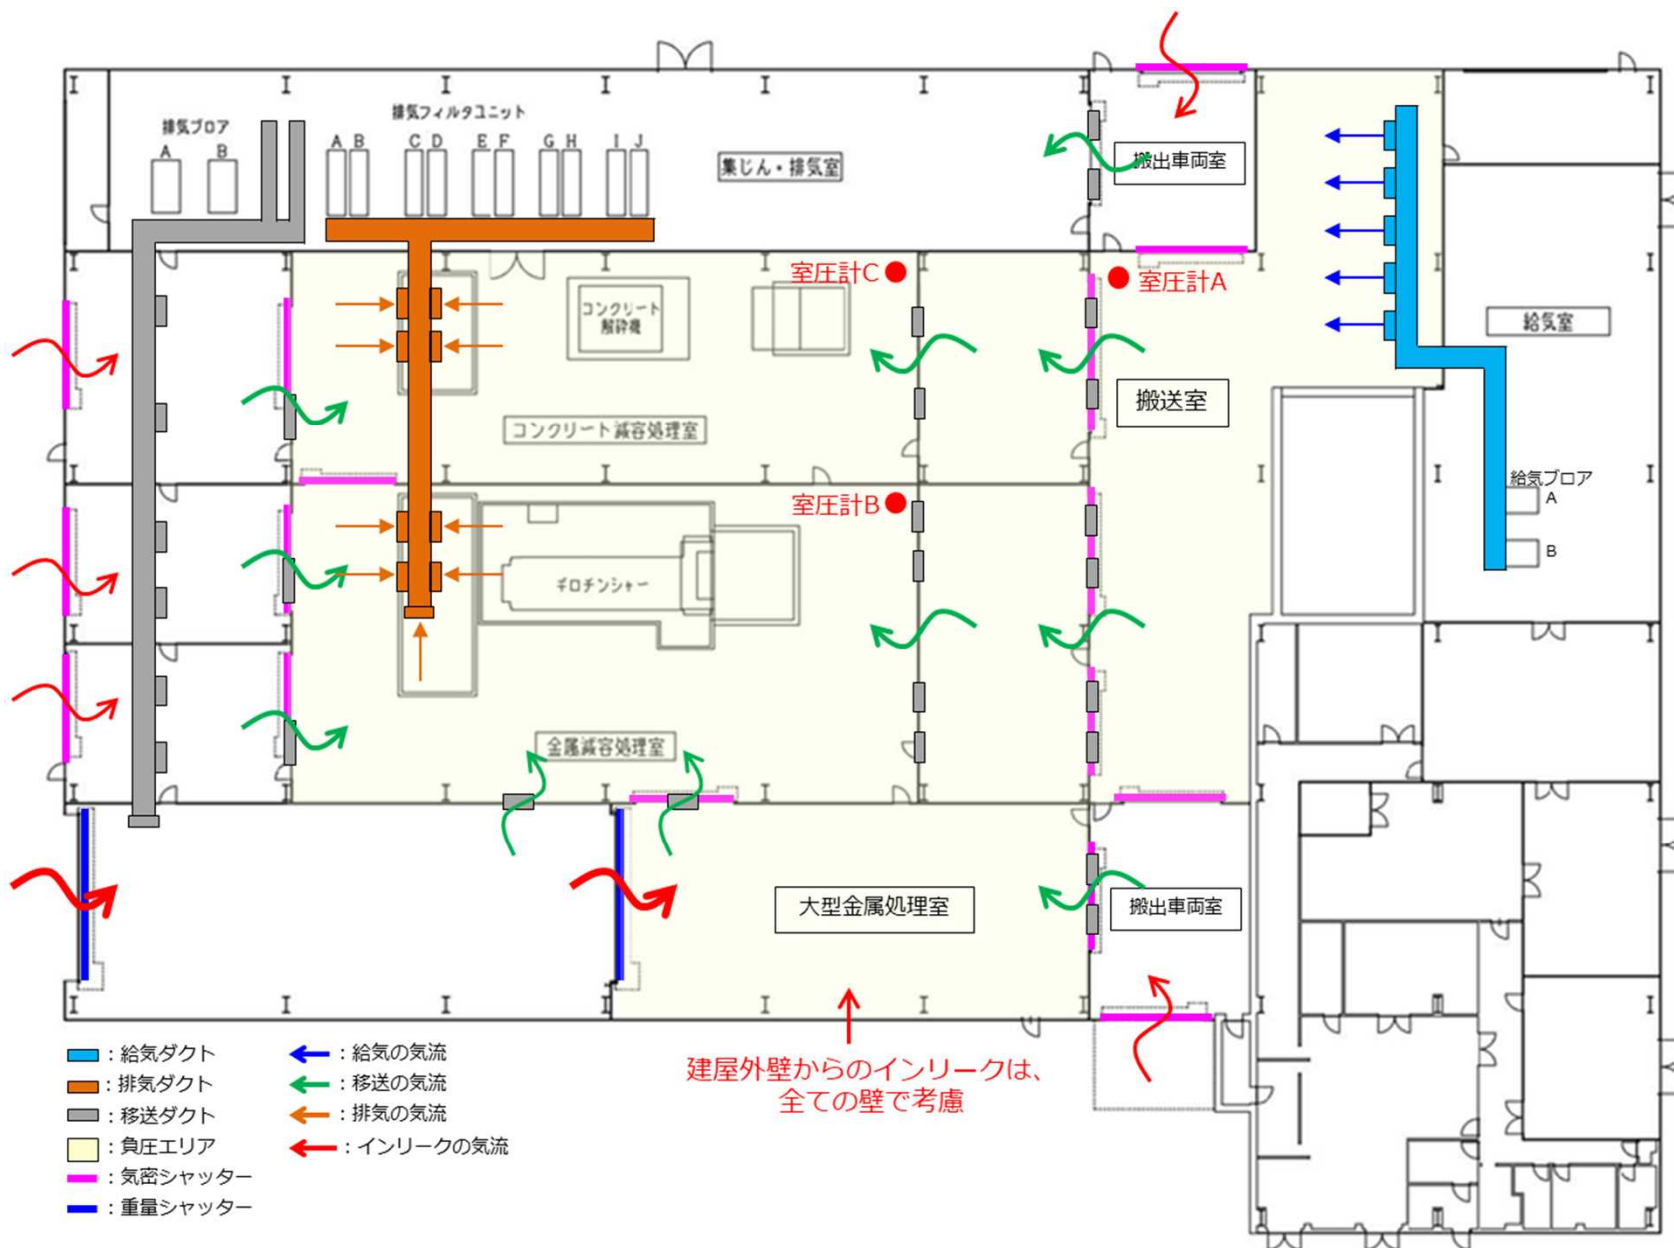 排気ブロア
A
B
排気フィルタユニット
A B C D E F G H I J
集じん・排気室
搬出車両室
室圧計C
室圧計A
コンクリート
解砕機
給気室
搬送室
コンクリート減容処理室
給気ブロア
A
B
室圧計B
ギロチンシャー
金属減容処理室
大型金属処理室
搬出車両室
建屋外壁からのインリークは、
全ての壁で考慮
：給気ダクト
：排気ダクト
：移送ダクト
：負圧エリア
：気密シャッター
：重量シャッター
：給気の気流
：移送の気流
：排気の気流
：インリークの気流